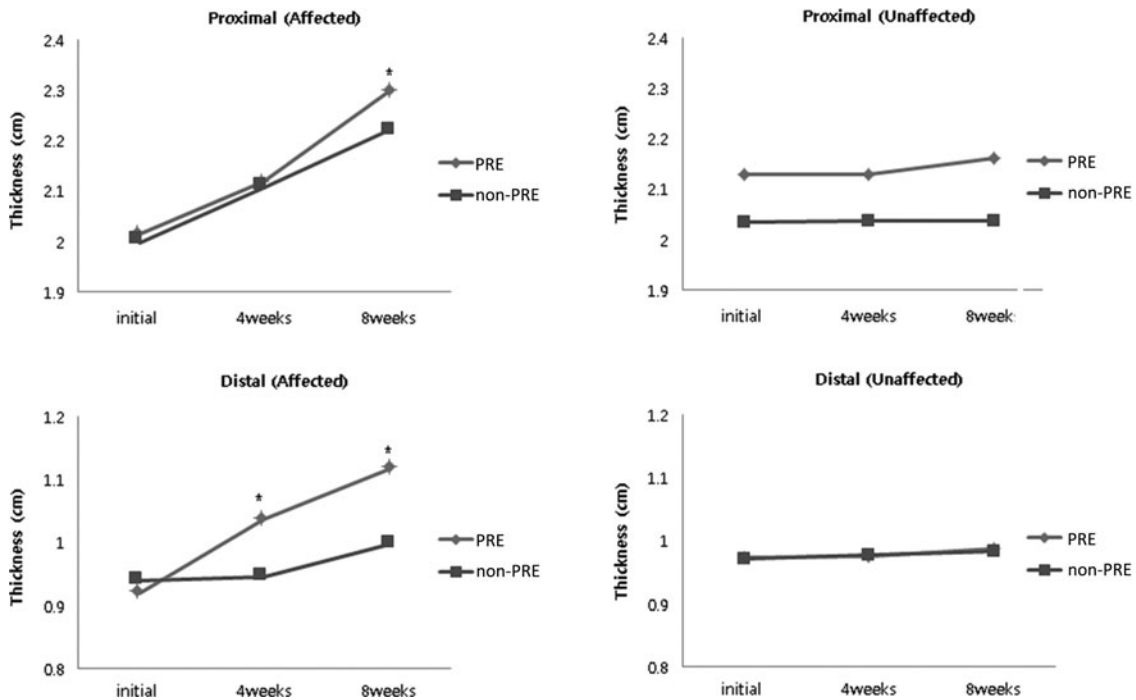 Proximal (Affected)
2.4
2.3
2.2
2.1
2
1.9
Thickness (cm)
*
initial 4weeks 8weeks
PRE
non-PRE
Proximal (Unaffected)
2.4
2.3
2.2
2.1
2
1.9
Thickness (cm)
initial 4weeks 8week
PRE
non-PRE
Distal (Affected)
1.2
1.1
1
0.9
0.8
Thickness (cm)
*
*
initial 4weeks 8weeks
PRE
non-PRE
Distal (Unaffected)
1.2
1.1
1
0.9
0.8
Thickness (cm)
initial 4weeks 8weeks
PRE
non-PRE